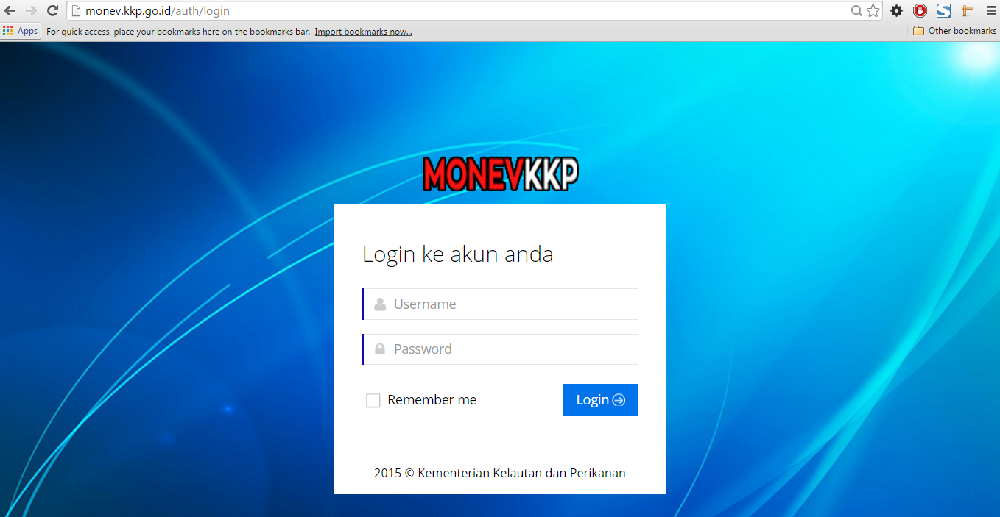 monev.kkp.go.id/auth/login
Apps For quick access, place your bookmarks here on the bookmarks bar. Import bookmarks now... Other bookmarks
MONEVKKP
Login ke akun anda
Username
Password
Remember me Login
2015 © Kementerian Kelautan dan Perikanan